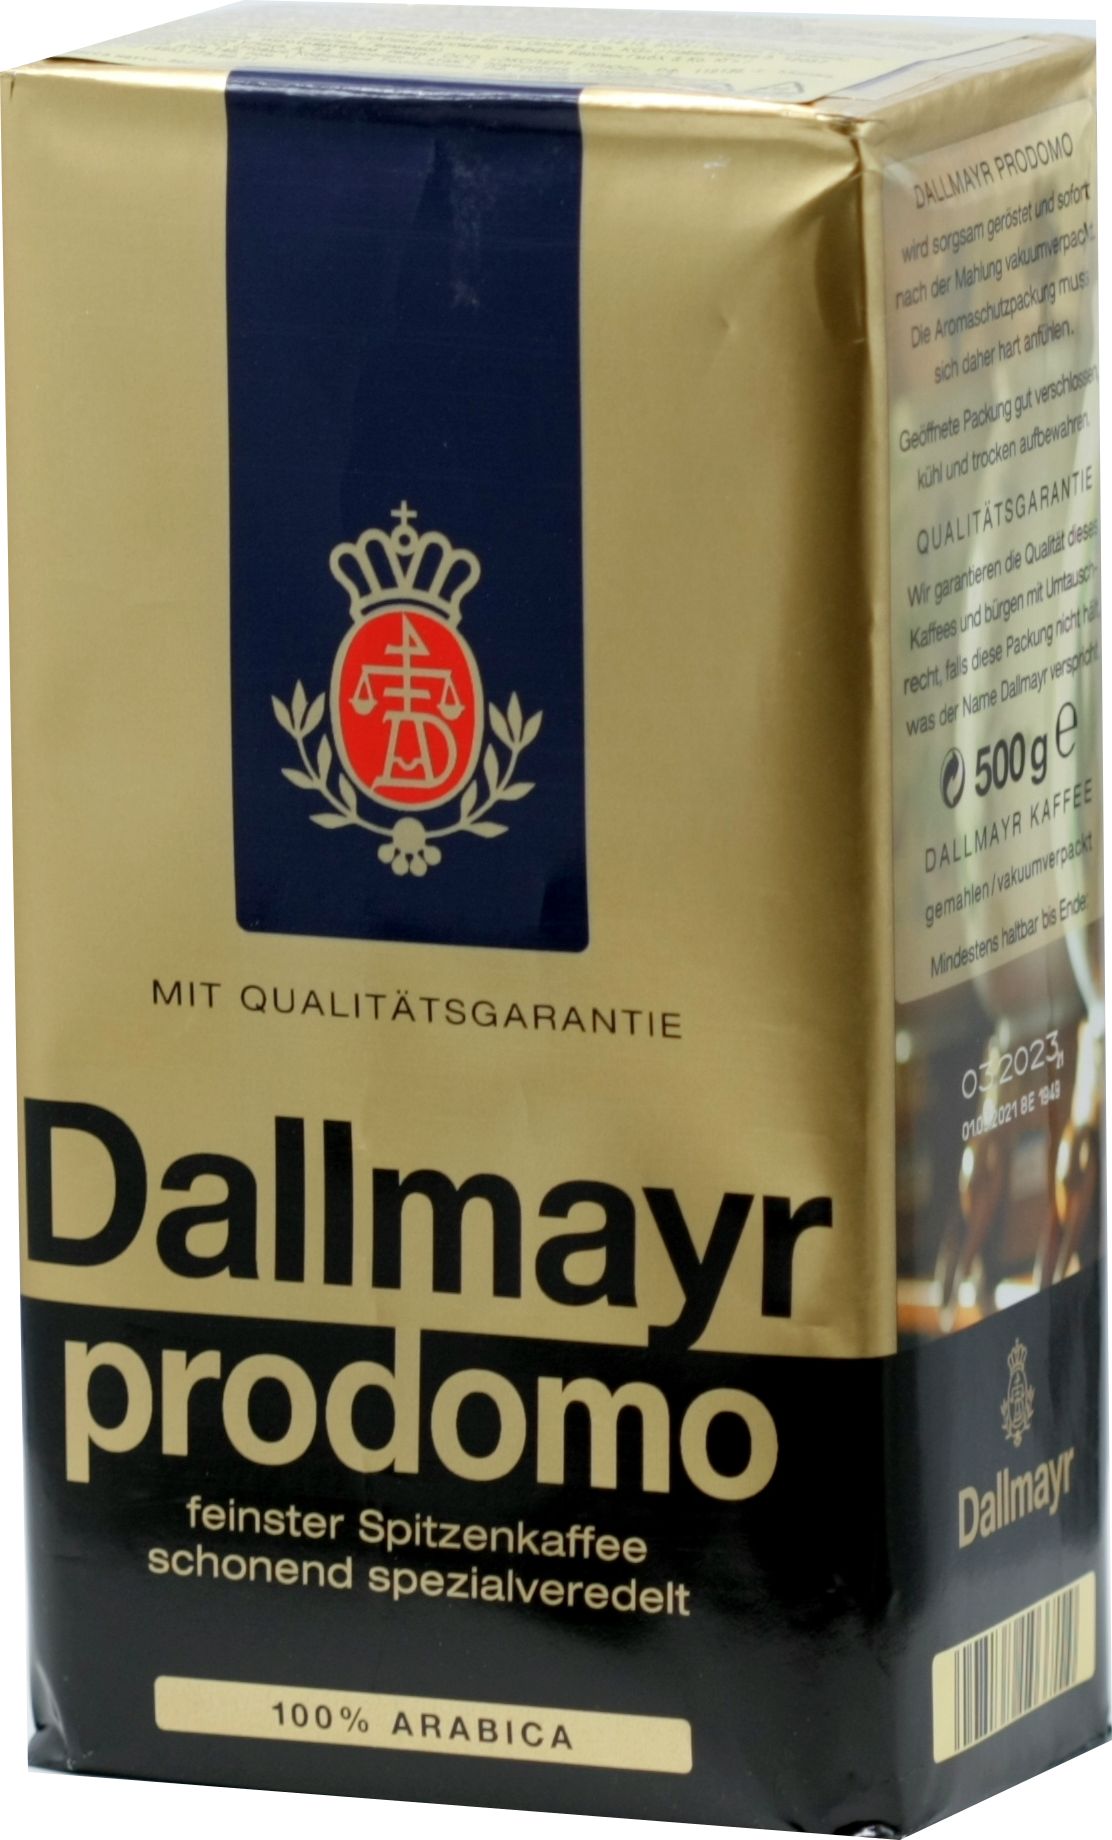 MIT QUALITÄTSGARANTIE
Dallmayr
prodomo
feinster Spitzenkaffee
schonend spezialveredelt
100% ARABICA
DALLMAYR PRODOMO
wird sorgsam geröstet und sofort
nach der Mahlung vakuumverpackt.
Die Aromaschutzpackung muss
sich daher hart anfühlen.
Geöffnete Packung gut verschlossen,
kühl und trocken aufbewahren.
QUALITÄTSGARANTIE
Wir garantieren die Qualität dieses
Kaffees und bürgen mit Umtausch-
recht, falls diese Packung nicht hält,
was der Name Dallmayr verspricht.
500 g e
DALLMAYR KAFFEE
gemahlen/vakuumverpackt
Mindestens haltbar bis Ende:
03 2023
BE 1949
Dallmayr